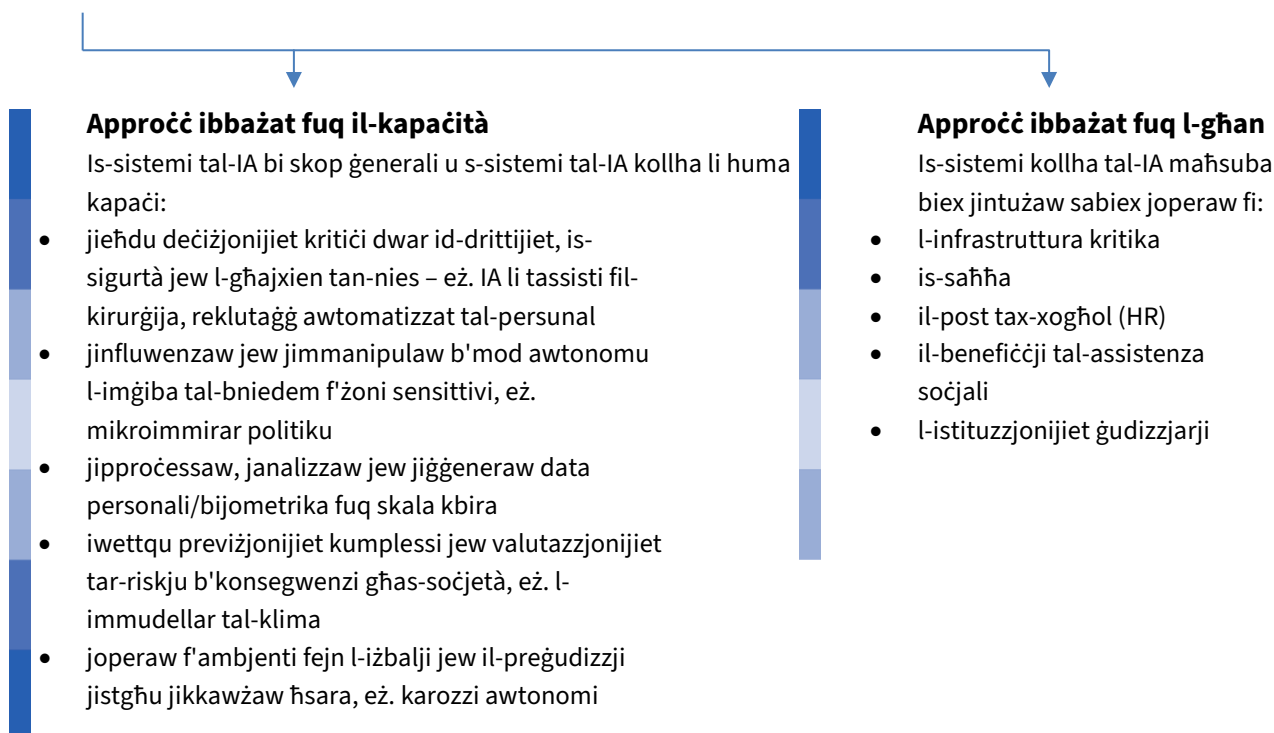 Approċċ ibbażat fuq il-kapaċità
Is-sistemi tal-IA bi skop ġenerali u s-sistemi tal-IA kollha li huma
kapaċi:
• jieħdu deċiżjonijiet kritiċi dwar id-drittijiet, is-
sigurtà jew l-għajxien tan-nies – eż. IA li tassisti fil-
kirurġija, reklutaġġ awtomatizzat tal-persunal
• jinfluwenzaw jew jimmanipulaw b'mod awtonomu
l-imġiba tal-bniedem f'żoni sensittivi, eż.
mikroimmirar politiku
• jipproċessaw, janalizzaw jew jiġġeneraw data
personali/bijometrika fuq skala kbira
• iwettqu previżjonijiet kumplessi jew valutazzjonijiet
tar-riskju b'konsegwenzi għas-soċjetà, eż. l-
immudellar tal-klima
• joperaw f'ambjenti fejn l-iżbalji jew il-preġudizzji
jistgħu jikkawżaw ħsara, eż. karozzi awtonomi
Approċċ ibbażat fuq l-għan
Is-sistemi kollha tal-IA maħsuba
biex jintużaw sabiex joperaw fi:
• l-infrastruttura kritika
• is-saħħa
• il-post tax-xogħol (HR)
• il-benefiċċji tal-assistenza
soċjali
• l-istituzzjonijiet ġudizzjarji